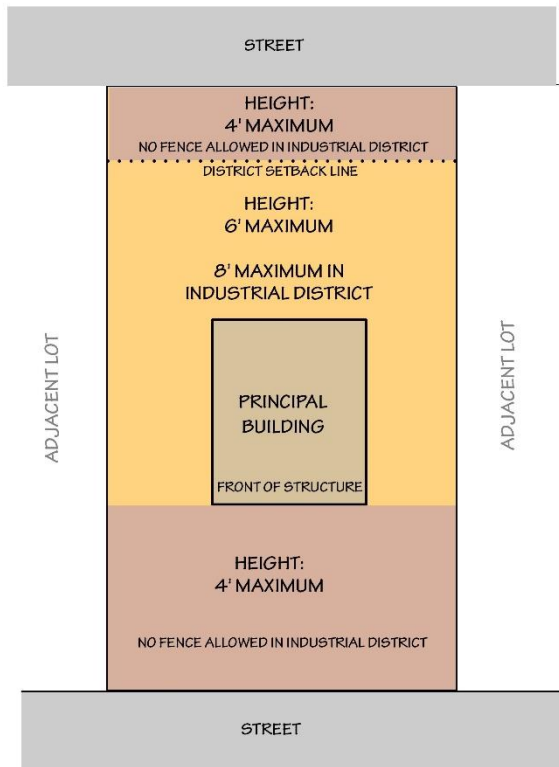 STREET
HEIGHT:
4' MAXIMUM
NO FENCE ALLOWED IN INDUSTRIAL DISTRICT
DISTRICT SETBACK LINE
HEIGHT:
6' MAXIMUM
8' MAXIMUM IN
INDUSTRIAL DISTRICT
ADJACENT LOT
PRINCIPAL
BUILDING
FRONT OF STRUCTURE
ADJACENT LOT
HEIGHT:
4' MAXIMUM
NO FENCE ALLOWED IN INDUSTRIAL DISTRICT
STREET